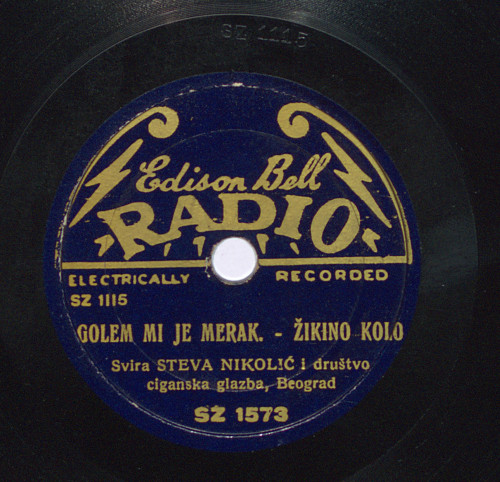 SZ 1115
Edison Bell
RADIO
ELECTRICALLY RECORDED
SZ 1115
GOLEM MI JE MERAK. - ŽIKINO KOLO
Svira STEVA NIKOLIĆ i društvo
ciganska glazba, Beograd
SŽ 1573